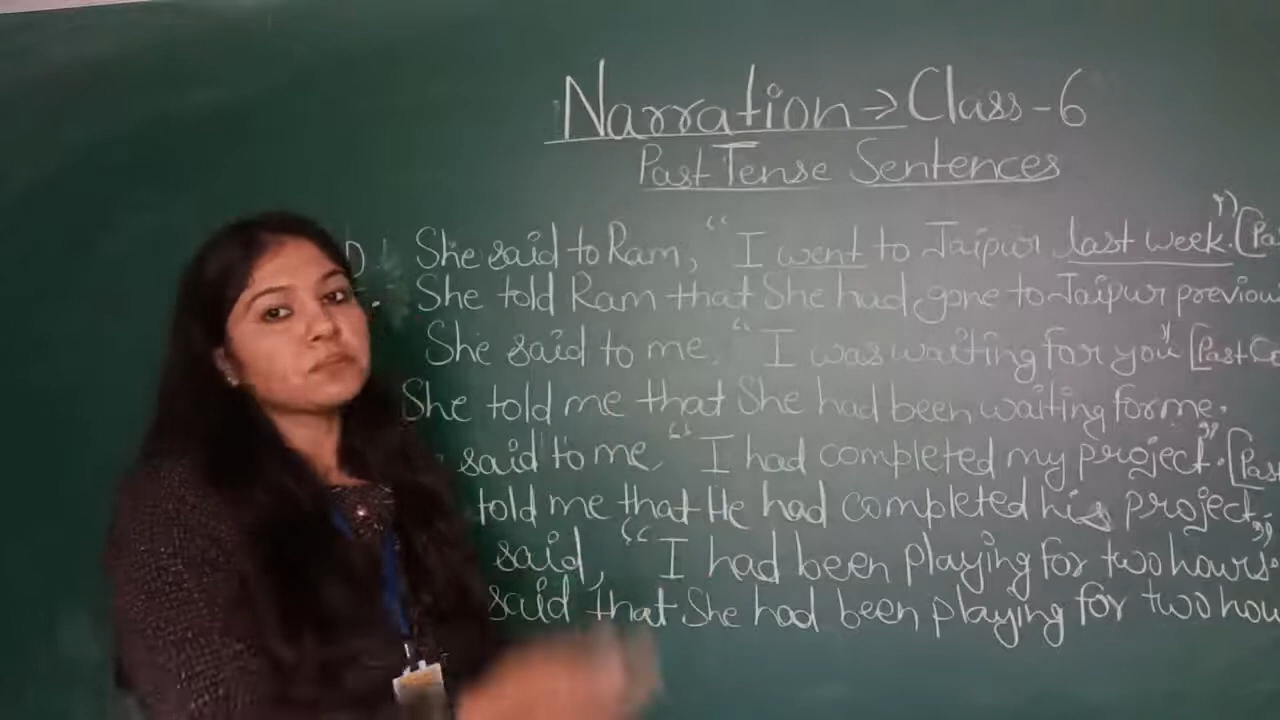 Narration → Class-6
Past Tense Sentences
She said to Ram, "I went to Jaipur last week." [Pa
She told Ram that She had gone to Jaipur previou
She said to me, "I was waiting for you" [Past Co
She told me that She had been waiting for me.
said to me, "I had completed my project." [Past
told me that He had completed his project.
said, "I had been playing for two hours."
said that She had been playing for two hou